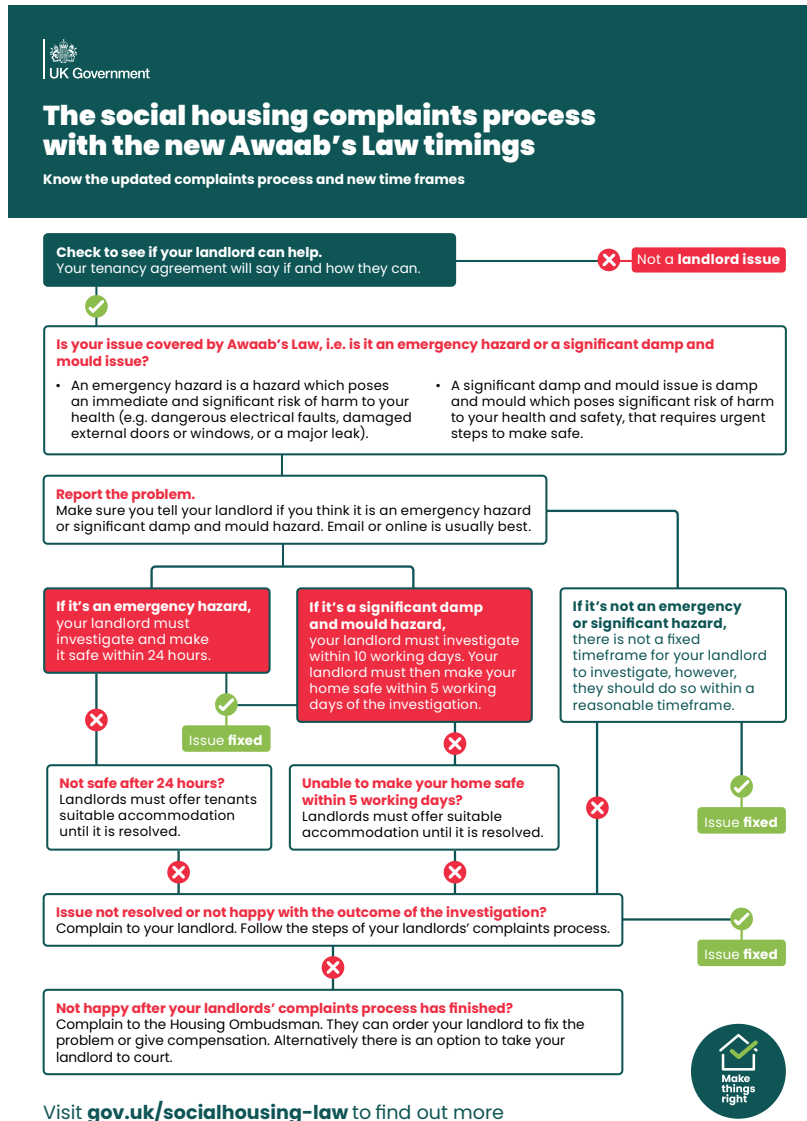 UK Government
The social housing complaints process
with the new Awaab's Law timings
Know the updated complaints process and new time frames
Check to see if your landlord can help.
Your tenancy agreement will say if and how they can.
Not a landlord issue
Is your issue covered by Awaab's Law, i.e. is it an emergency hazard or a significant damp and
mould issue?
• An emergency hazard is a hazard which poses
an immediate and significant risk of harm to your
health (e.g. dangerous electrical faults, damaged
external doors or windows, or a major leak).
• A significant damp and mould issue is damp
and mould which poses significant risk of harm
to your health and safety, that requires urgent
steps to make safe.
Report the problem.
Make sure you tell your landlord if you think it is an emergency hazard
or significant damp and mould hazard. Email or online is usually best.
If it's an emergency hazard,
your landlord must
investigate and make
it safe within 24 hours.
If it's a significant damp
and mould hazard,
your landlord must investigate
within 10 working days. Your
landlord must then make your
home safe within 5 working
days of the investigation.
If it's not an emergency
or significant hazard,
there is not a fixed
timeframe for your landlord
to investigate, however,
they should do so within a
reasonable timeframe.
Issue fixed
Not safe after 24 hours?
Landlords must offer tenants
suitable accommodation
until it is resolved.
Unable to make your home safe
within 5 working days?
Landlords must offer suitable
accommodation until it is resolved.
Issue fixed
Issue not resolved or not happy with the outcome of the investigation?
Complain to your landlord. Follow the steps of your landlords' complaints process.
Issue fixed
Not happy after your landlords' complaints process has finished?
Complain to the Housing Ombudsman. They can order your landlord to fix the
problem or give compensation. Alternatively there is an option to take your
landlord to court.
Make
things
right
Visit gov.uk/socialhousing-law to find out more